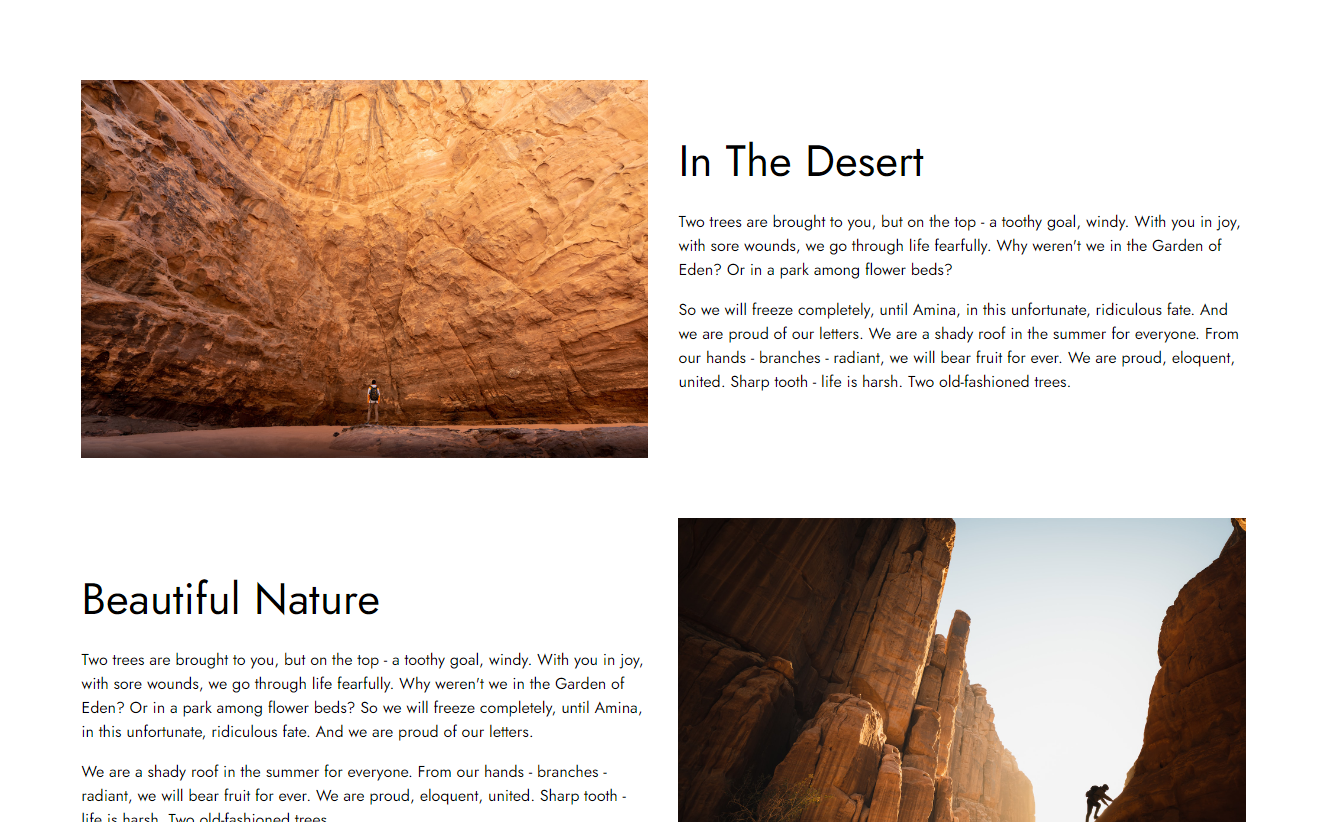 In The Desert
Two trees are brought to you, but on the top - a toothy goal, windy. With you in joy,
with sore wounds, we go through life fearfully. Why weren't we in the Garden of
Eden? Or in a park among flower beds?
So we will freeze completely, until Amina, in this unfortunate, ridiculous fate. And
we are proud of our letters. We are a shady roof in the summer for everyone. From
our hands - branches - radiant, we will bear fruit for ever. We are proud, eloquent,
united. Sharp tooth - life is harsh. Two old-fashioned trees.
Beautiful Nature
Two trees are brought to you, but on the top - a toothy goal, windy. With you in joy,
with sore wounds, we go through life fearfully. Why weren't we in the Garden of
Eden? Or in a park among flower beds? So we will freeze completely, until Amina,
in this unfortunate, ridiculous fate. And we are proud of our letters.
We are a shady roof in the summer for everyone. From our hands - branches -
radiant, we will bear fruit for ever. We are proud, eloquent, united. Sharp tooth -
life is harsh. Two old-fashioned trees.